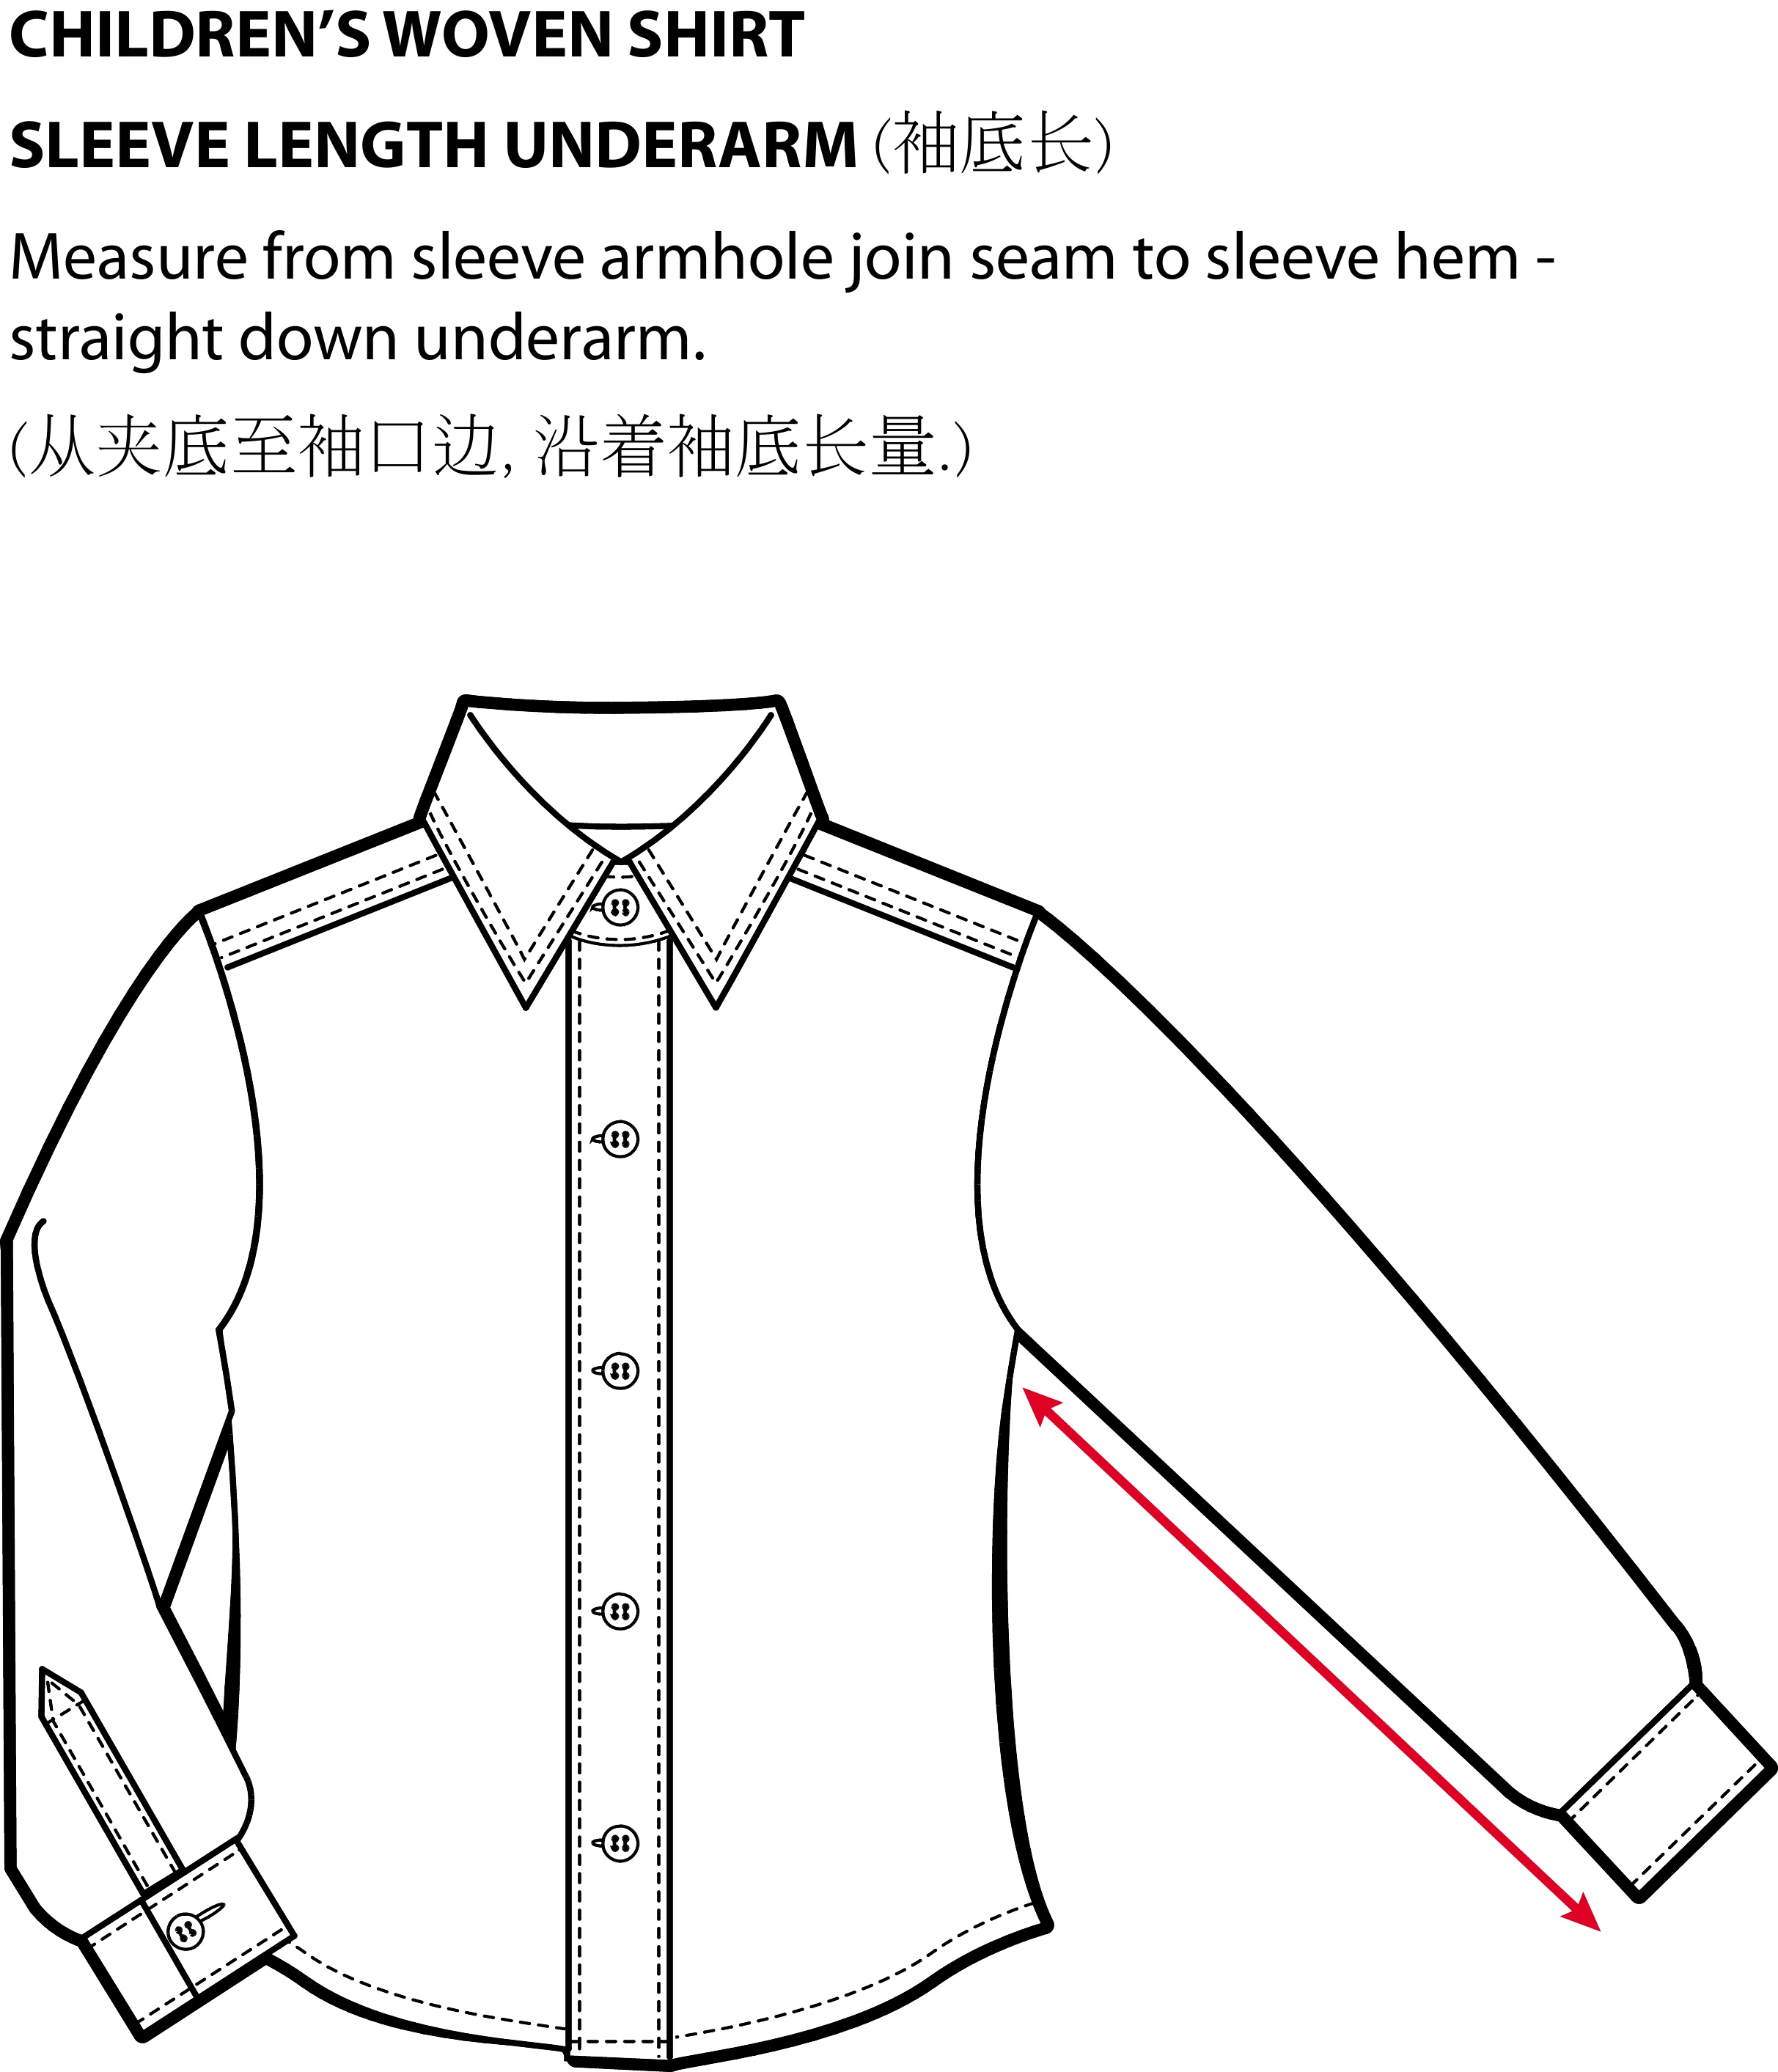 CHILDREN’S WOVEN SHIRT
SLEEVE LENGTH UNDERARM (袖底长)
Measure from sleeve armhole join seam to sleeve hem -
straight down underarm.
(从夹底至袖口边, 沿着袖底长量.)